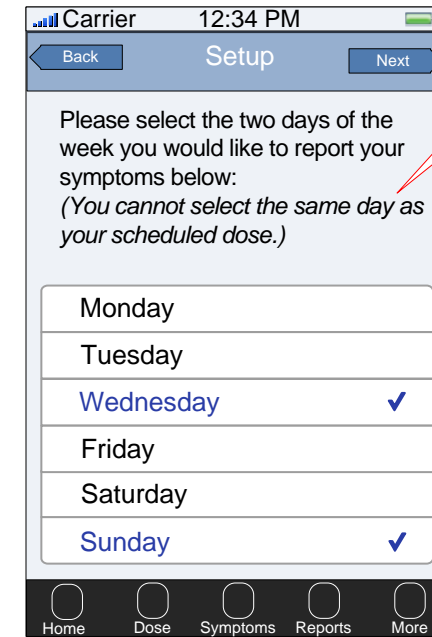 Carrier 12:34 PM
Back Setup Next
Please select the two days of the
week you would like to report your
symptoms below:
(You cannot select the same day as
your scheduled dose.)
Monday
Tuesday
Wednesday ✓
Friday
Saturday
Sunday ✓
Home Dose Symptoms Reports More